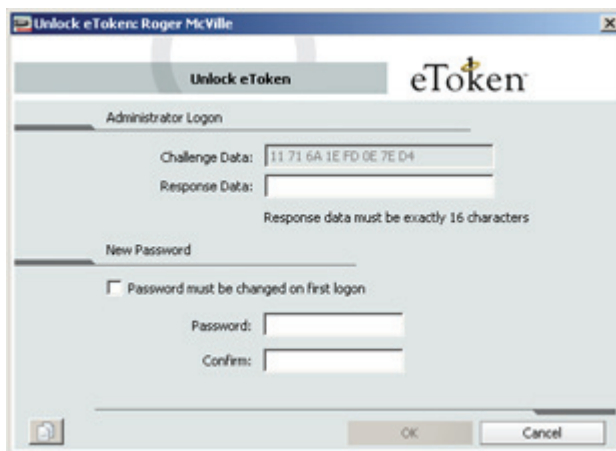 Unlock eToken: Roger McVille
Unlock eToken
eToken
Administrator Logon
Challenge Data: 11 71 6A 1E FD 0E 7E D4
Response Data:
Response data must be exactly 16 characters
New Password
Password must be changed on first logon
Password:
Confirm:
OK Cancel